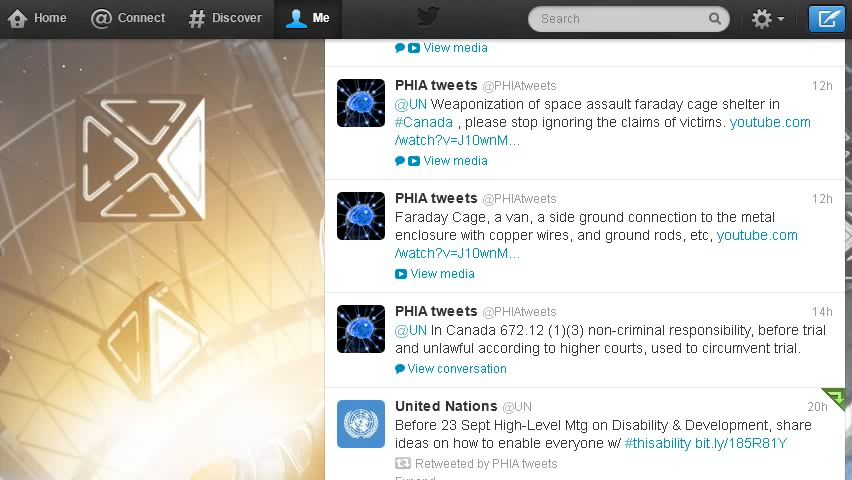 Home Connect Discover Me Search
View media
PHIA tweets @PHIAtweets 12h
@UN Weaponization of space assault faraday cage shelter in
#Canada , please stop ignoring the claims of victims. youtube.com
/watch?v=J10wnM...
View media
PHIA tweets @PHIAtweets 12h
Faraday Cage, a van, a side ground connection to the metal
enclosure with copper wires, and ground rods, etc, youtube.com
/watch?v=J10wnM...
View media
PHIA tweets @PHIAtweets 14h
@UN In Canada 672.12 (1)(3) non-criminal responsibility, before trial
and unlawful according to higher courts, used to circumvent trial.
View conversation
United Nations @UN 20h
Before 23 Sept High-Level Mtg on Disability & Development, share
ideas on how to enable everyone w/ #thisability bit.ly/185R81Y
Retweeted by PHIA tweets
Expand